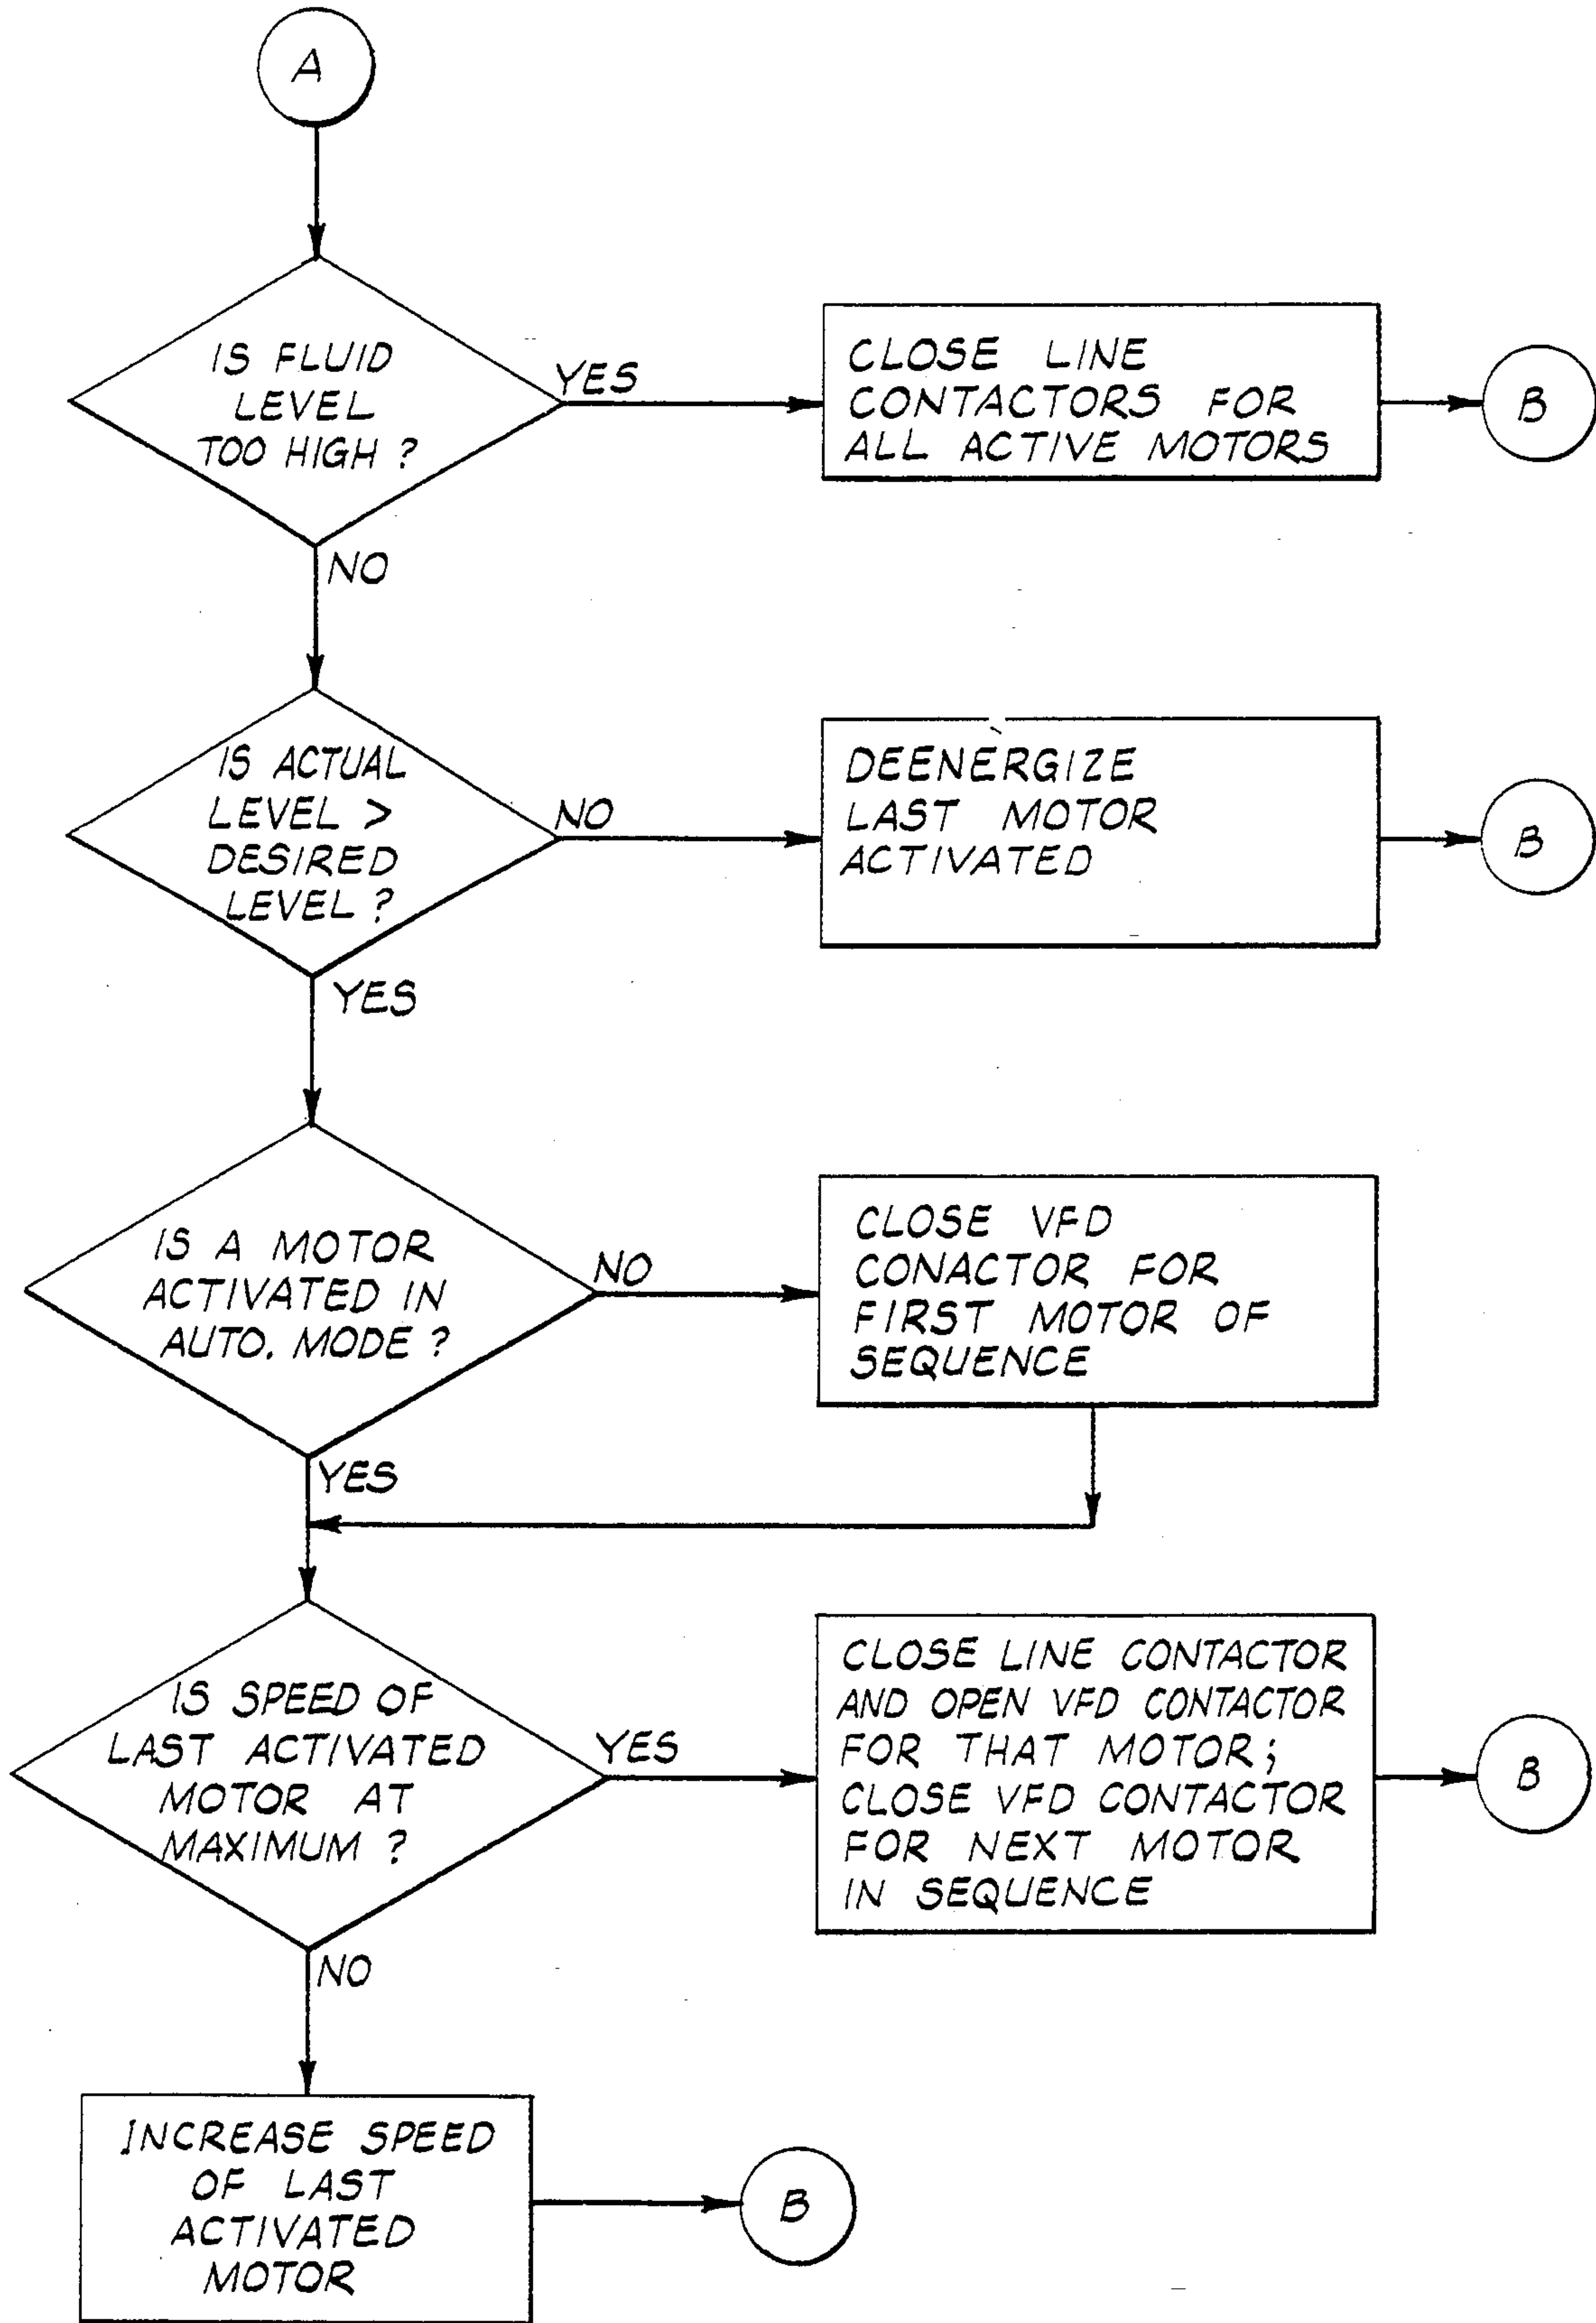 A
IS FLUID
LEVEL
TOO HIGH ?
YES
CLOSE LINE
CONTACTORS FOR
ALL ACTIVE MOTORS
B
NO
IS ACTUAL
LEVEL >
DESIRED
LEVEL ?
NO
DEENERGIZE
LAST MOTOR
ACTIVATED
B
YES
IS A MOTOR
ACTIVATED IN
AUTO. MODE ?
NO
CLOSE VFD
CONACTOR FOR
FIRST MOTOR OF
SEQUENCE
YES
IS SPEED OF
LAST ACTIVATED
MOTOR AT
MAXIMUM ?
YES
CLOSE LINE CONTACTOR
AND OPEN VFD CONTACTOR
FOR THAT MOTOR;
CLOSE VFD CONTACTOR
FOR NEXT MOTOR
IN SEQUENCE
B
NO
INCREASE SPEED
OF LAST
ACTIVATED
MOTOR
B